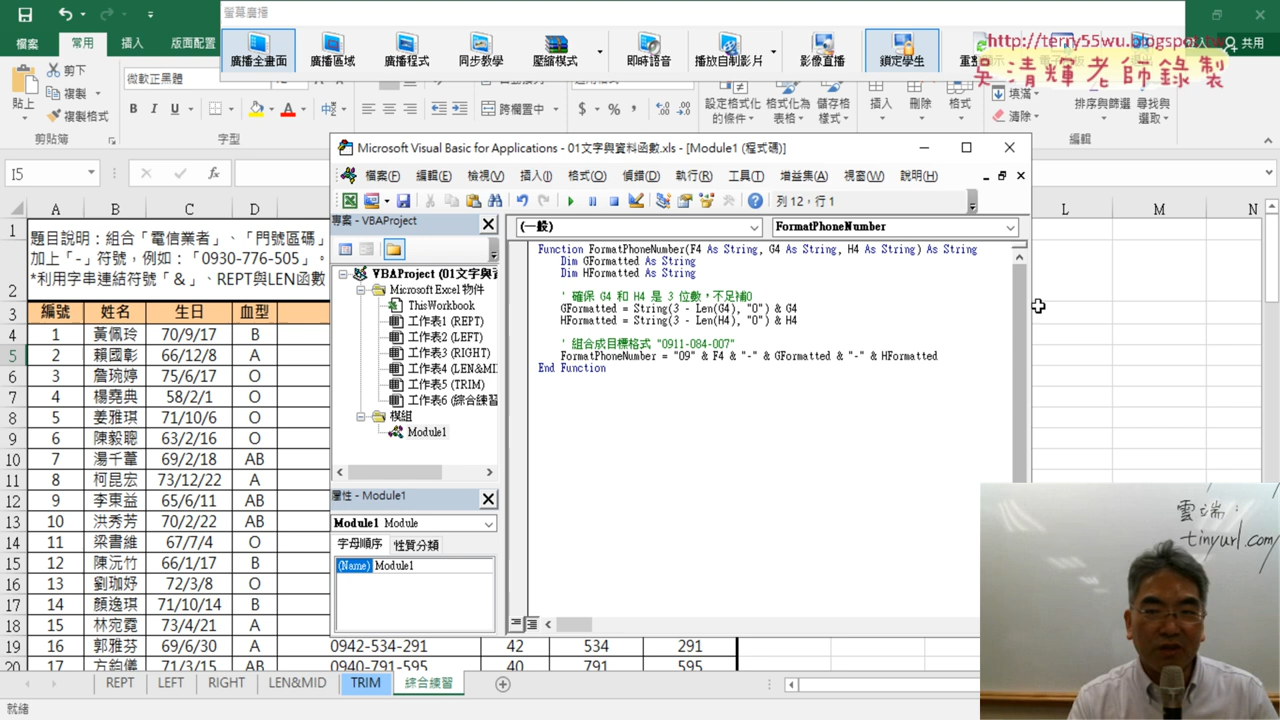 螢幕廣播
檔案 常用 插入 版面配置 共用
廣播全畫面 廣播區域 廣播程式 同步教學 壓縮模式 即時語音 播放自製影片 影像直播 鎖定學生
http://terry55wu.blogspot.tw
吳清輝老師錄製
貼上 剪下 複製 複製格式
微軟正黑體
B I U 中 跨欄置中 $ % ,
設定格式化的條件 格式化為表格 儲存格樣式 插入 刪除 格式 填滿 清除 排序與篩選 尋找與選取
剪貼簿 字型 編輯
I5 fx
A B C D L M N
題目說明：組合「電信業者」、「門號區碼」
加上「-」符號，例如：「0930-776-505」。
*利用字串連結符號「&」、REPT與LEN函數
編號 姓名 生日 血型
1 黃佩玲 70/9/17 B
2 賴國彰 66/12/8 A
3 詹琬婷 75/6/17 O
4 楊堯典 58/2/1 O
5 姜雅琪 71/10/6 O
6 陳毅聰 63/2/16 O
7 湯千葦 69/2/18 AB
8 柯昆宏 73/12/22 A
9 李東益 65/6/11 AB
10 洪秀芳 70/2/22 AB
11 梁書維 67/7/4 O
12 陳沅竹 66/1/17 B
13 劉珈妤 72/3/8 O
14 顏逸琪 71/10/14 B
15 林宛霓 73/4/21 A
16 郭雅芬 69/6/30 A 0942-534-291 42 534 291
17 方鈞儀 71/3/15 AB 0940-791-595 40 791 595
REPT LEFT RIGHT LEN&MID TRIM 綜合練習
就緒
Microsoft Visual Basic for Applications - 01文字與資料函數.xls - [Module1 (程式碼)]
檔案(F) 編輯(E) 檢視(V) 插入(I) 格式(O) 偵錯(D) 執行(R) 工具(T) 增益集(A) 視窗(W) 說明(H)
列 12，行 1
專案 - VBAProject
VBAProject (01文字與資
Microsoft Excel 物件
ThisWorkbook
工作表1 (REPT)
工作表2 (LEFT)
工作表3 (RIGHT)
工作表4 (LEN&MI
工作表5 (TRIM)
工作表6 (綜合練習
模組
Module1
屬性 - Module1
Module1 Module
字母順序 性質分類
(Name) Module1
(一般) FormatPhoneNumber
Function FormatPhoneNumber(F4 As String, G4 As String, H4 As String) As String
Dim GFormatted As String
Dim HFormatted As String
' 確保 G4 和 H4 是 3 位數，不足補0
GFormatted = String(3 - Len(G4), "0") & G4
HFormatted = String(3 - Len(H4), "0") & H4
' 組合成目標格式 "0911-084-007"
FormatPhoneNumber = "09" & F4 & "-" & GFormatted & "-" & HFormatted
End Function
雲端：
tinyurl.com/